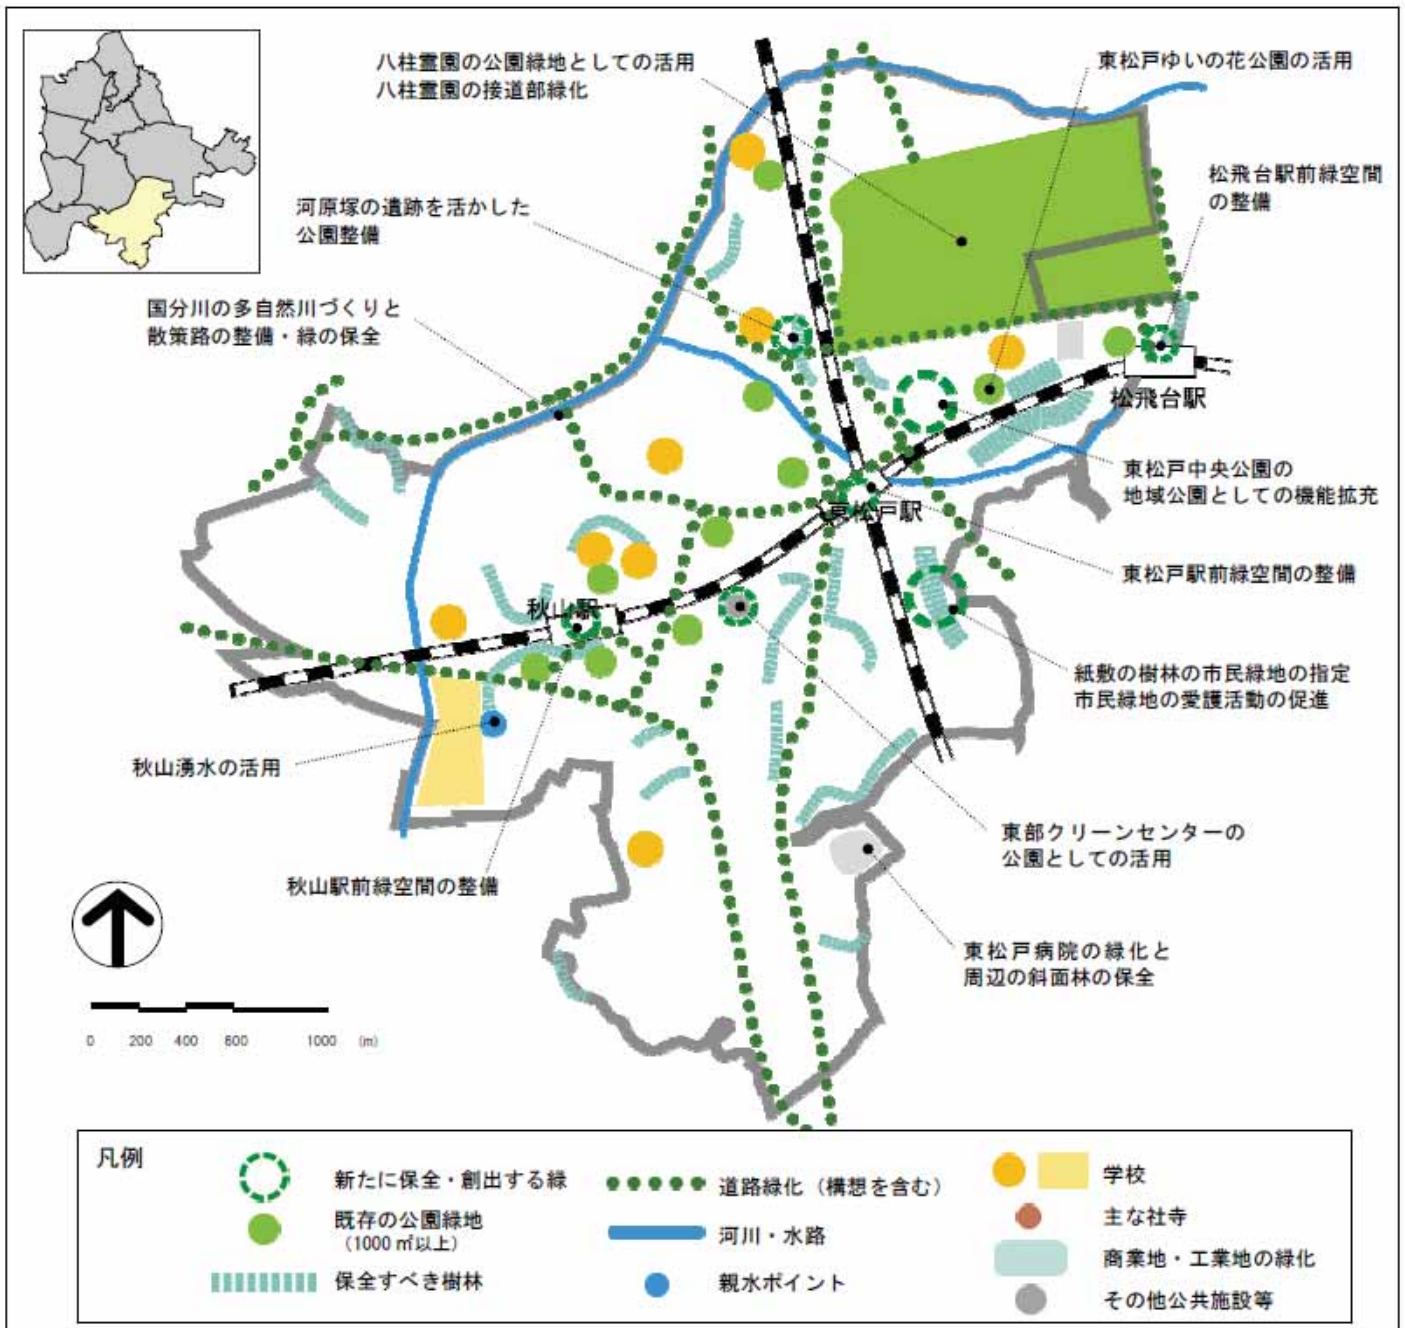 八柱霊園の公園緑地としての活用
八柱霊園の接道部緑化
東松戸ゆいの花公園の活用
松飛台駅前緑空間
の整備
河原塚の遺跡を活かした
公園整備
国分川の多自然川づくりと
散策路の整備・緑の保全
松飛台駅
東松戸中央公園の
地域公園としての機能拡充
東松戸駅
東松戸駅前緑空間の整備
秋山駅
紙敷の樹林の市民緑地の指定
市民緑地の愛護活動の促進
秋山湧水の活用
東部クリーンセンターの
公園としての活用
秋山駅前緑空間の整備
東松戸病院の緑化と
周辺の斜面林の保全
0 200 400 600 1000 (m)
凡例
新たに保全・創出する緑
既存の公園緑地
(1000㎡以上)
保全すべき樹林
道路緑化(構想を含む)
河川・水路
親水ポイント
学校
主な社寺
商業地・工業地の緑化
その他公共施設等